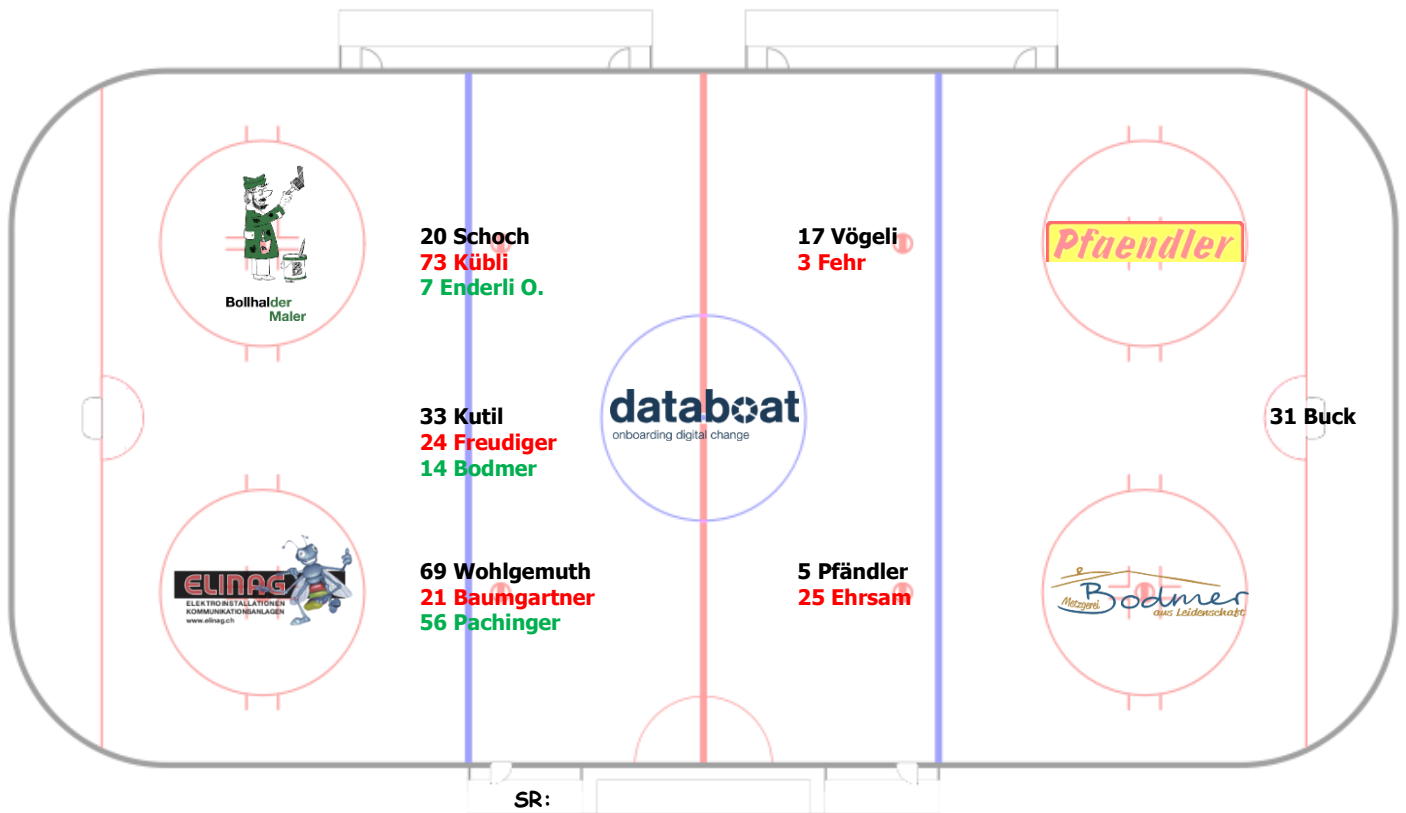 20 Schoch
73 Kübli
7 Enderli O.
17 Vögeli
3 Fehr
Pfaendler
Bollhalder
Maler
33 Kutil
24 Freudiger
14 Bodmer
databoat
onboarding digital change
31 Buck
69 Wohlgemuth
21 Baumgartner
56 Pachinger
5 Pfändler
25 Ehrsam
ELINAG
ELEKTROINSTALLATIONEN
KOMMUNIKATIONSANLAGEN
www.elinag.ch
Metzgerei Bodmer
aus Leidenschaft
SR: